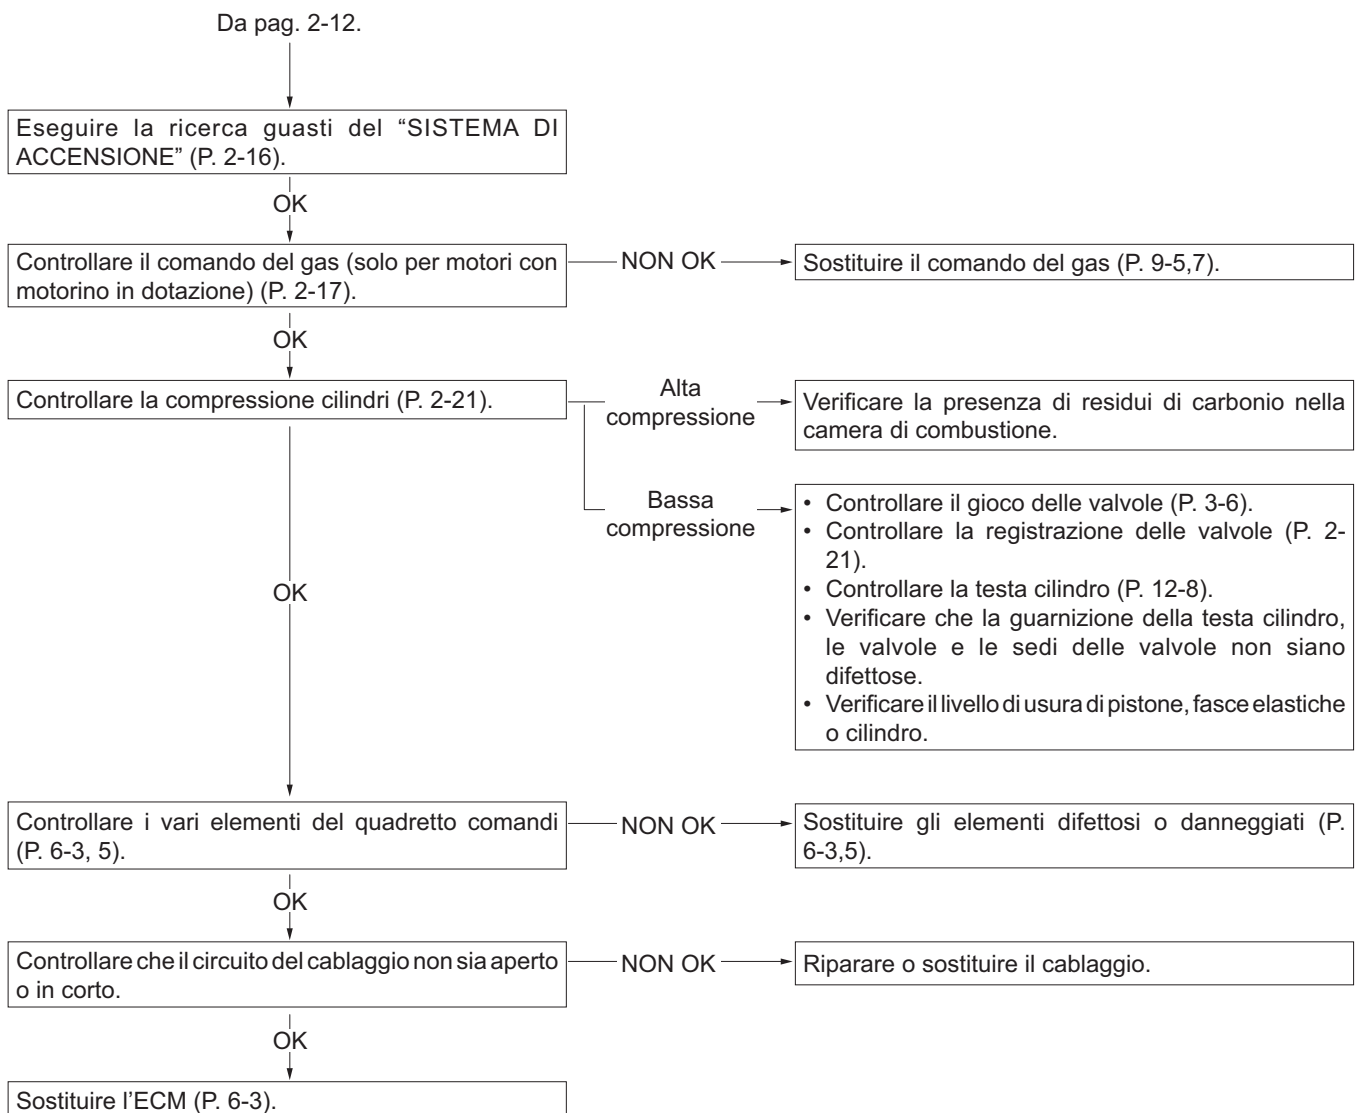 Da pag. 2-12.
Eseguire la ricerca guasti del “SISTEMA DI
ACCENSIONE” (P. 2-16).
OK
Controllare il comando del gas (solo per motori con
motorino in dotazione) (P. 2-17).
NON OK
Sostituire il comando del gas (P. 9-5,7).
OK
Controllare la compressione cilindri (P. 2-21).
Alta
compressione
Verificare la presenza di residui di carbonio nella
camera di combustione.
Bassa
compressione
• Controllare il gioco delle valvole (P. 3-6).
• Controllare la registrazione delle valvole (P. 2-
21).
• Controllare la testa cilindro (P. 12-8).
• Verificare che la guarnizione della testa cilindro,
le valvole e le sedi delle valvole non siano
difettose.
• Verificare il livello di usura di pistone, fasce elastiche
o cilindro.
OK
Controllare i vari elementi del quadretto comandi
(P. 6-3, 5).
NON OK
Sostituire gli elementi difettosi o danneggiati (P.
6-3,5).
OK
Controllare che il circuito del cablaggio non sia aperto
o in corto.
NON OK
Riparare o sostituire il cablaggio.
OK
Sostituire l’ECM (P. 6-3).